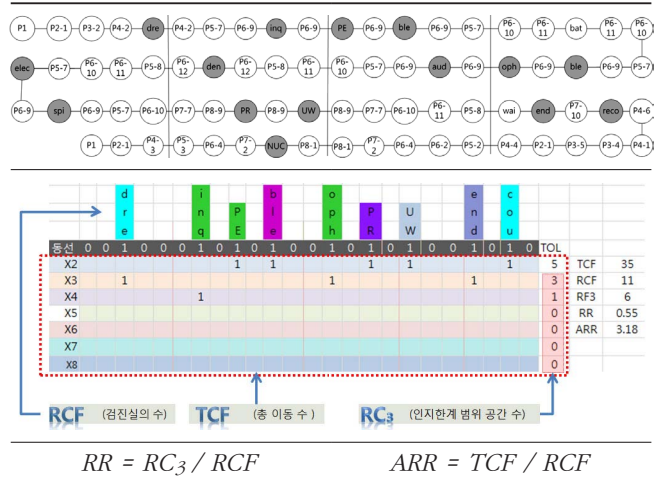 P1 P2-1 P3-2 P4-2 dre P4-2 P5-7 P6-9 inq P6-9 PE P6-9 ble P6-9 P5-7 P6-10 P6-11 bat P6-11 P6-10
elec P5-7 P6-10 P6-11 P5-8 P6-12 den P6-12 P5-8 P6-11 P6-10 P5-7 P6-9 aud P6-9 oph P6-9 ble P6-9 P5-7
P6-9 spi P6-9 P5-7 P6-10 P7-7 P8-9 PR P8-9 UW P8-9 P7-7 P6-10 P6-11 P5-8 wai end P7-10 reco P4-6
P1 P2-1 P4-3 P5-3 P6-4 P7-2 NUC P8-1 P8-1 P7-2 P6-4 P6-2 P5-2 P4-4 P2-1 P3-5 P3-4 P4-1
dre inq PE ble oph PR UW end cou
동선 0 0 1 0 0 0 1 0 1 0 0 1 0 1 0 0 1 0 1 0 TOL
X2 1 1 1 1 1 5 TCF 35
X3 1 1 1 3 RCF 11
X4 1 1 RF3 6
X5 0 RR 0.55
X6 0 ARR 3.18
X7 0
X8 0
RCF (검진실의 수) TCF (총 이동 수 ) RC₃ (인지한계 범위 공간 수)
RR = RC₃ / RCF ARR = TCF / RCF